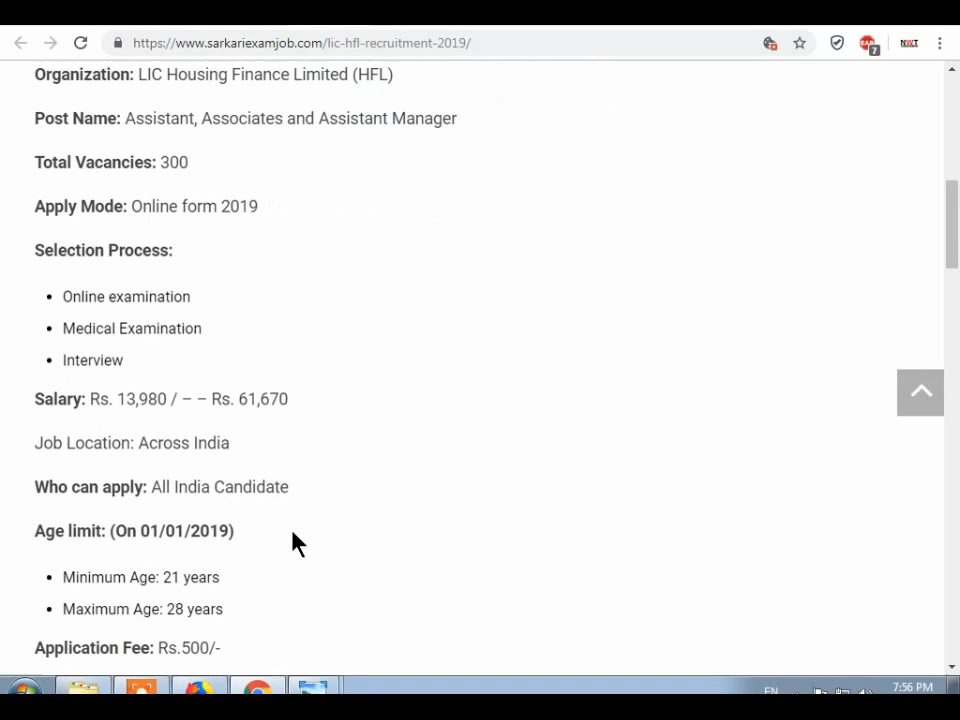 https://www.sarkariexamjob.com/lic-hfl-recruitment-2019/
7
NWT
Organization: LIC Housing Finance Limited (HFL)
Post Name: Assistant, Associates and Assistant Manager
Total Vacancies: 300
Apply Mode: Online form 2019
Selection Process:
• Online examination
• Medical Examination
• Interview
Salary: Rs. 13,980 / – – Rs. 61,670
Job Location: Across India
Who can apply: All India Candidate
Age limit: (On 01/01/2019)
• Minimum Age: 21 years
• Maximum Age: 28 years
Application Fee: Rs.500/-
EN
7:56 PM